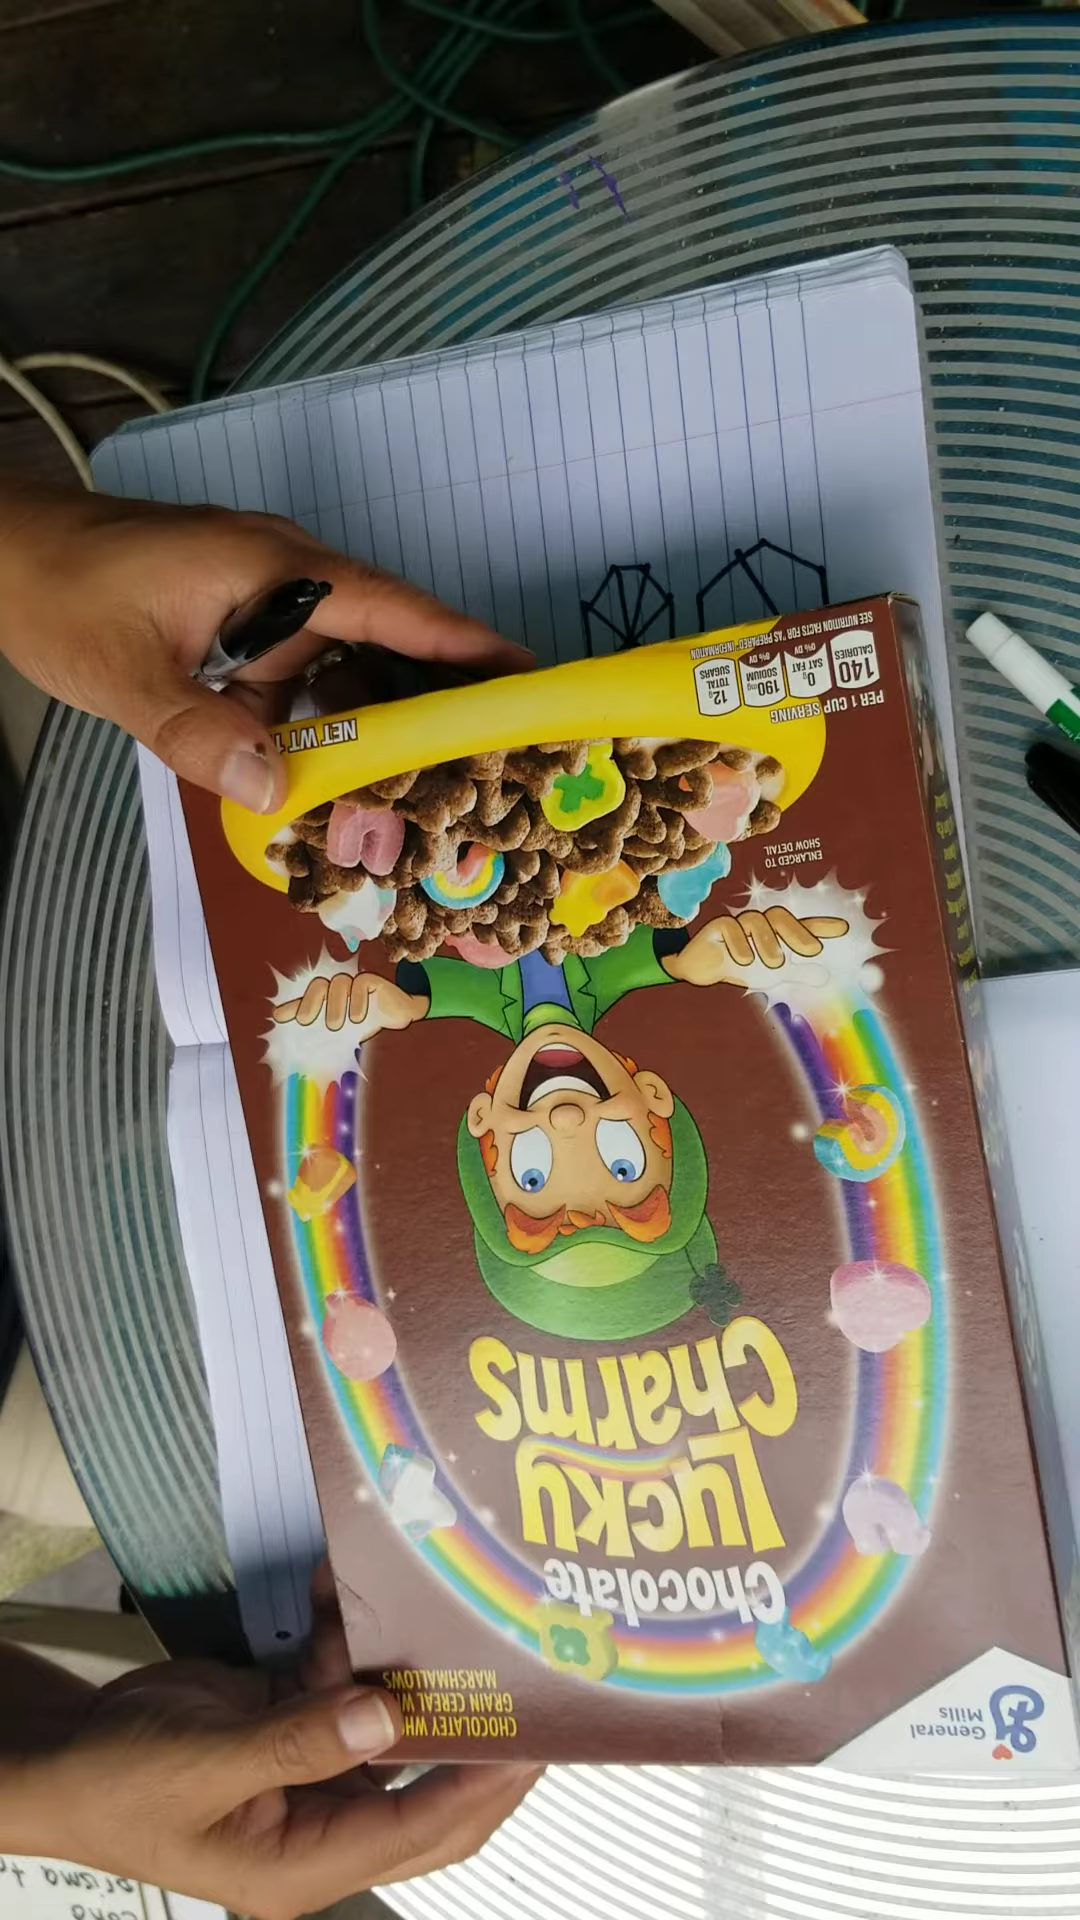 General
Mills
CHOCOLATEY
GRAIN CEREAL
MARSHMALLOWS
Chocolate
Lucky
Charms
ENLARGED TO
SHOW DETAIL
PER 1 CUP SERVING
140
CALORIES
0g
SAT FAT
0% DV
190mg
SODIUM
8% DV
12g
TOTAL
SUGARS
SEE NUTRITION FACTS FOR "AS PREPARED" INFORMATION
NET WT
prisma
cono